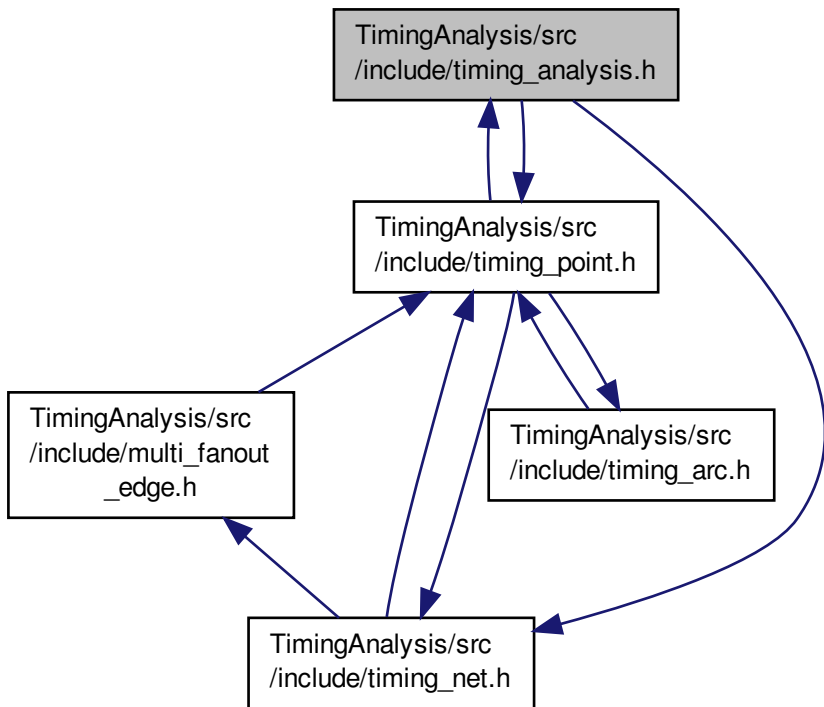 TimingAnalysis/src
/include/timing_analysis.h
TimingAnalysis/src
/include/timing_point.h
TimingAnalysis/src
/include/multi_fanout
_edge.h
TimingAnalysis/src
/include/timing_arc.h
TimingAnalysis/src
/include/timing_net.h